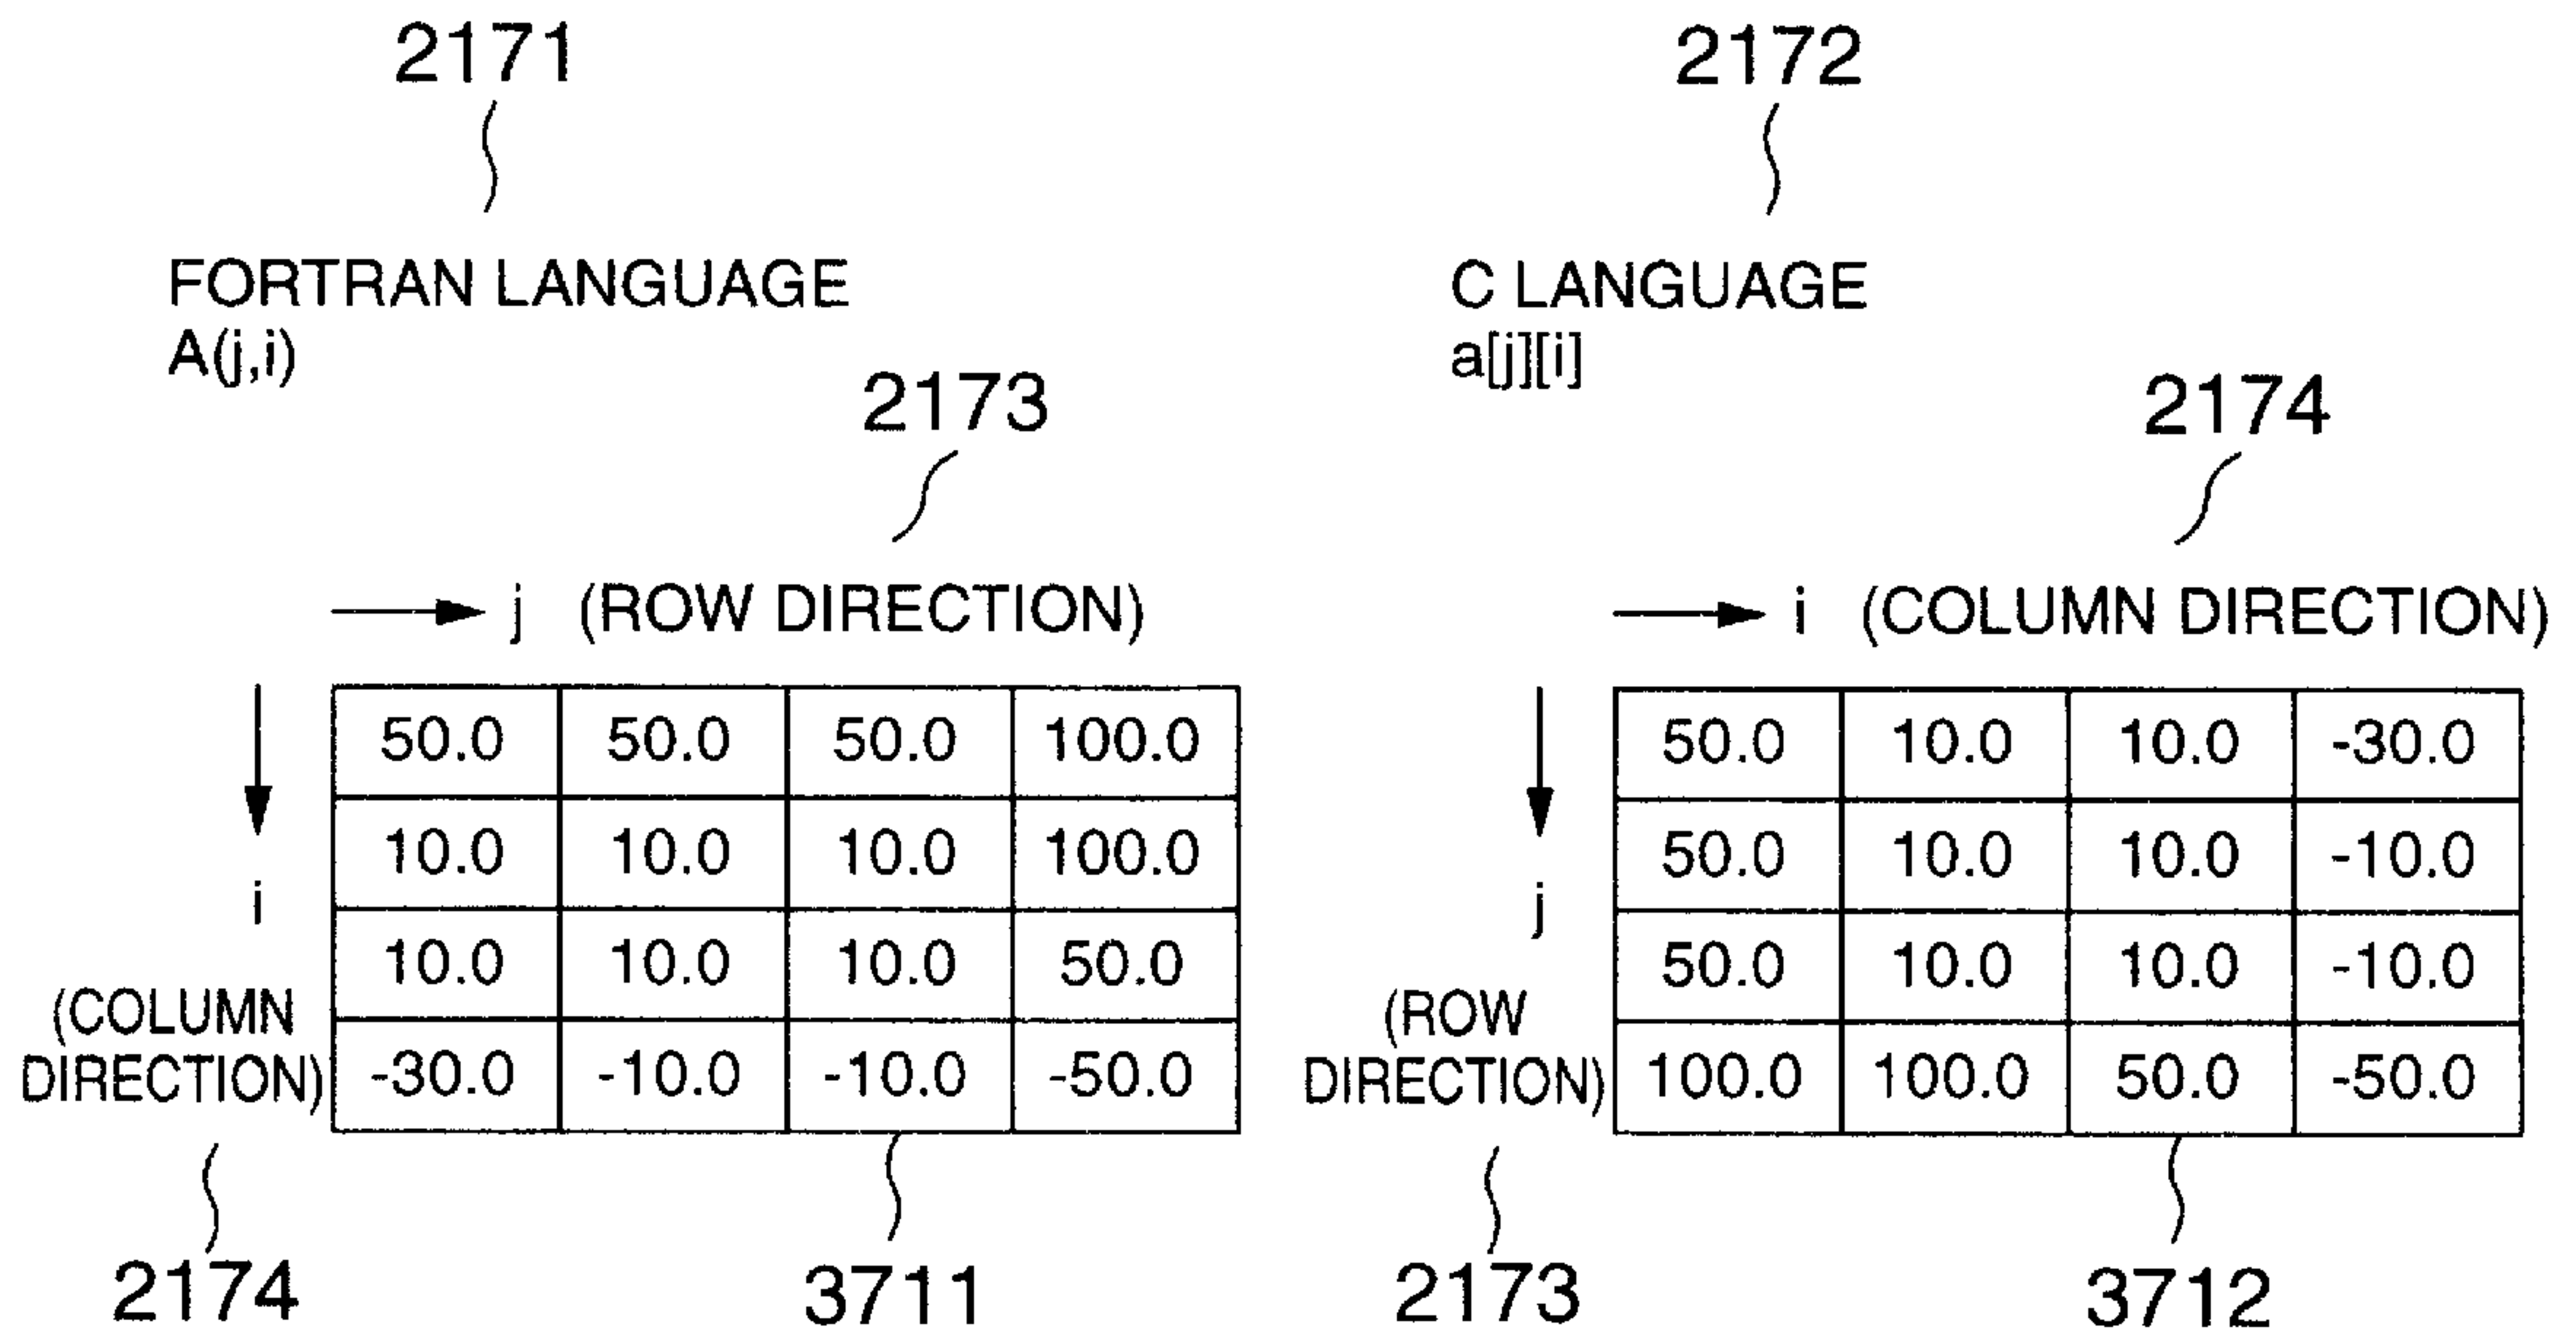 2171
2172
FORTRAN LANGUAGE
A(j,i)
C LANGUAGE
a[j][i]
2173
2174
j (ROW DIRECTION)
i (COLUMN DIRECTION)
50.0 50.0 50.0 100.0
10.0 10.0 10.0 100.0
10.0 10.0 10.0 50.0
-30.0 -10.0 -10.0 -50.0
i
(COLUMN
DIRECTION)
50.0 10.0 10.0 -30.0
50.0 10.0 10.0 -10.0
50.0 10.0 10.0 -10.0
100.0 100.0 50.0 -50.0
j
(ROW
DIRECTION)
2174
3711
2173
3712